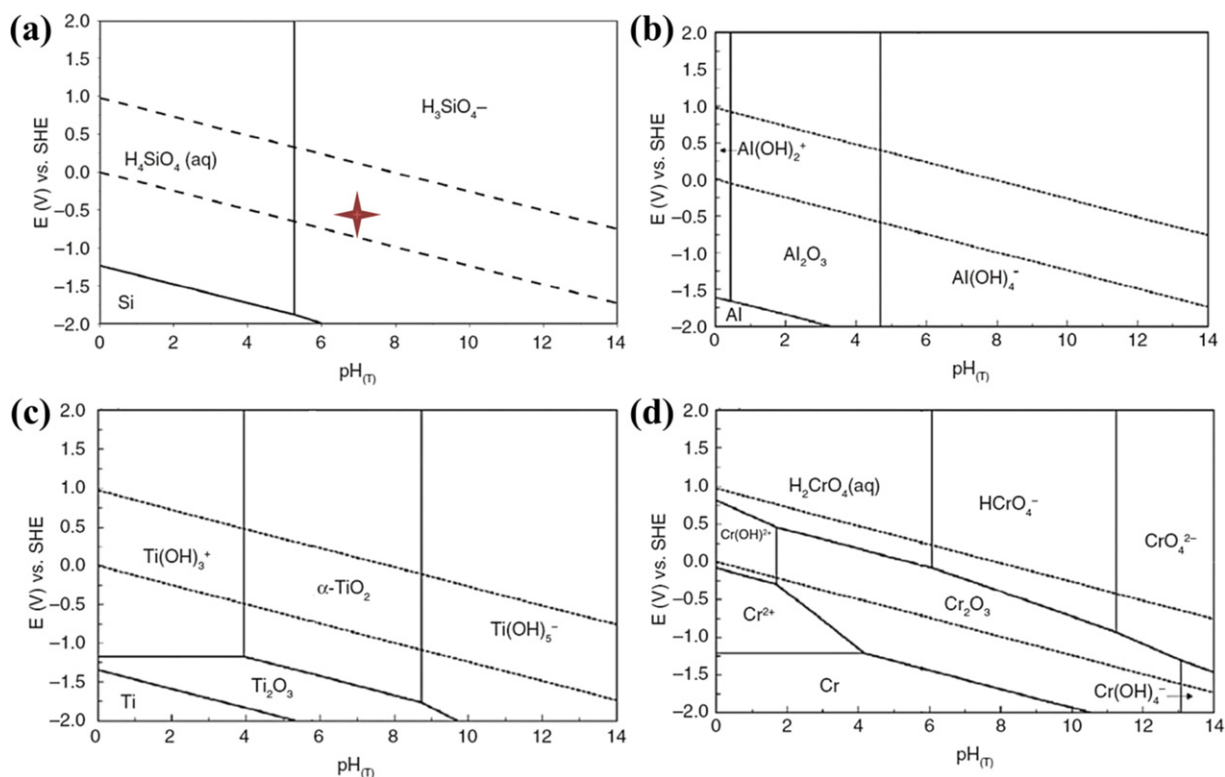 (a)
2.0
1.5
1.0
0.5
0.0
−0.5
−1.0
−1.5
−2.0
E (V) vs. SHE
H₃SiO₄–
H₄SiO₄ (aq)
Si
0 2 4 6 8 10 12 14
pH(T)
(b)
2.0
1.5
1.0
0.5
0.0
−0.5
−1.0
−1.5
−2.0
E (V) vs. SHE
Al(OH)₂⁺
Al₂O₃
Al(OH)₄⁻
Al
0 2 4 6 8 10 12 14
pH(T)
(c)
2.0
1.5
1.0
0.5
0.0
−0.5
−1.0
−1.5
−2.0
E (V) vs. SHE
Ti(OH)₃⁺
α-TiO₂
Ti(OH)₅⁻
Ti₂O₃
Ti
0 2 4 6 8 10 12 14
pH(T)
(d)
2.0
1.5
1.0
0.5
0.0
−0.5
−1.0
−1.5
−2.0
E (V) vs. SHE
H₂CrO₄(aq)
HCrO₄⁻
CrO₄²⁻
Cr(OH)²⁺
Cr₂O₃
Cr²⁺
Cr
Cr(OH)₄⁻
0 2 4 6 8 10 12 14
pH(T)